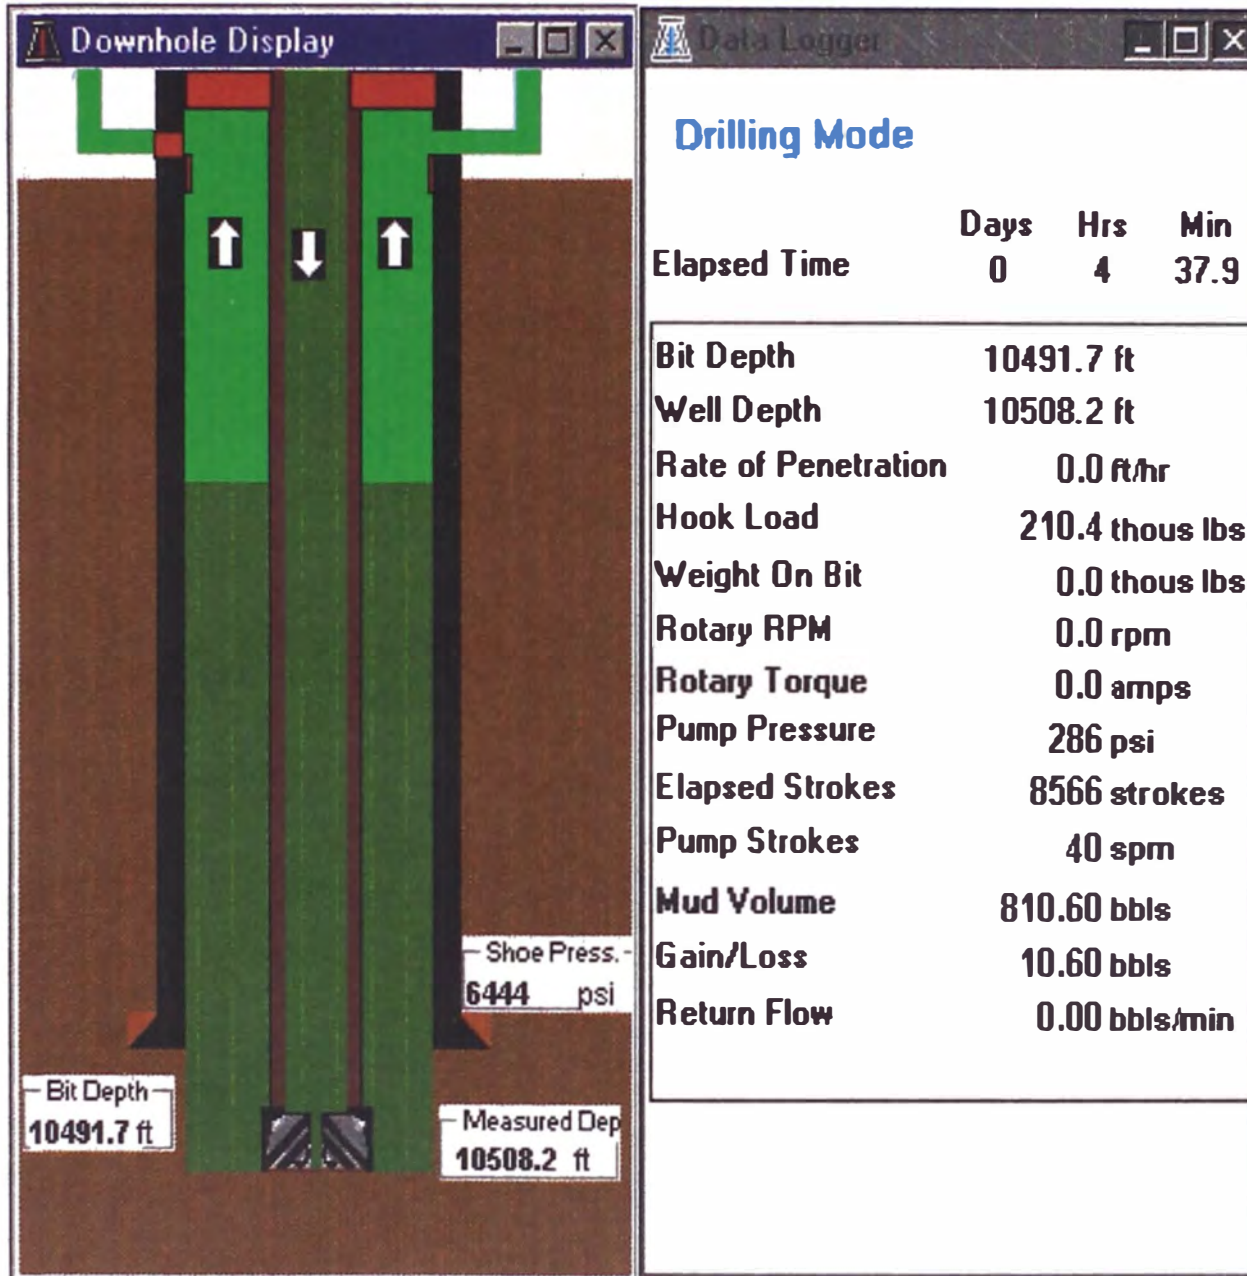 Downhole Display
Shoe Press.
6444 psi
Bit Depth
10491.7 ft
Measured Dep
10508.2 ft
Data Logger
Drilling Mode
Days Hrs Min
Elapsed Time 0 4 37.9
Bit Depth 10491.7 ft
Well Depth 10508.2 ft
Rate of Penetration 0.0 ft/hr
Hook Load 210.4 thous lbs
Weight On Bit 0.0 thous lbs
Rotary RPM 0.0 rpm
Rotary Torque 0.0 amps
Pump Pressure 286 psi
Elapsed Strokes 8566 strokes
Pump Strokes 40 spm
Mud Volume 810.60 bbls
Gain/Loss 10.60 bbls
Return Flow 0.00 bbls/min